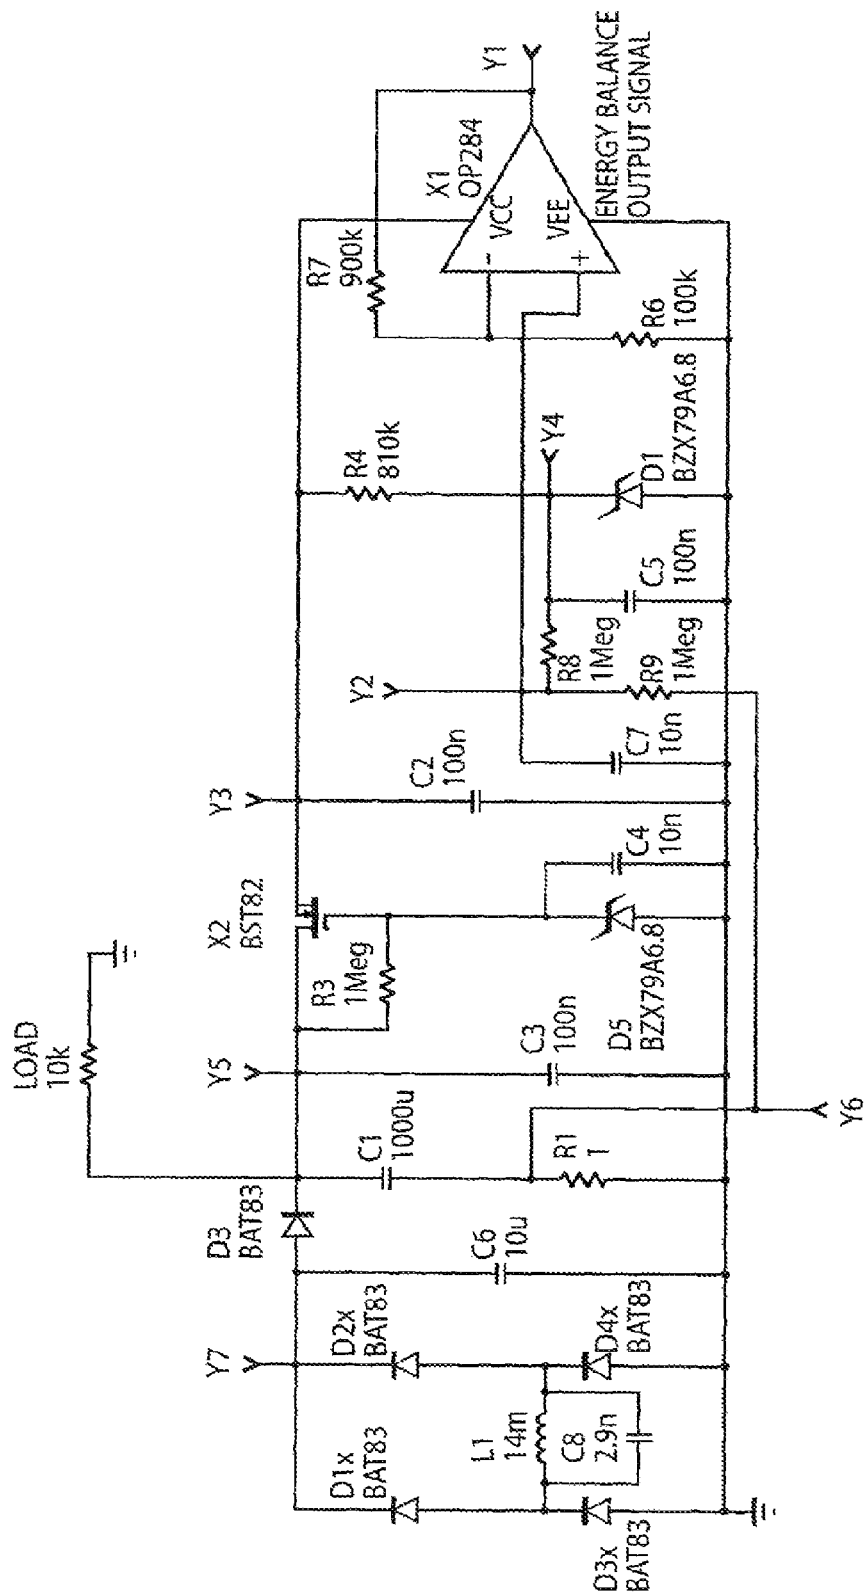 LOAD
10k
Y7
D3
BAT83
Y5
X2
BST82
Y3
D1x
BAT83
D2x
BAT83
C1
1000u
R3
1Meg
C2
100n
Y2
R4
810k
R7
900k
X1
OP284
Y1
L1
14m
C8
2.9n
C6
10u
R1
1
C3
100n
D5
BZX79A6.8
C4
10n
C7
10n
R8
1Meg
R9
1Meg
C5
100n
Y4
D1
BZX79A6.8
R6
100k
-
VCC
VEE
+
ENERGY BALANCE
OUTPUT SIGNAL
D3x
BAT83
D4x
BAT83
Y6